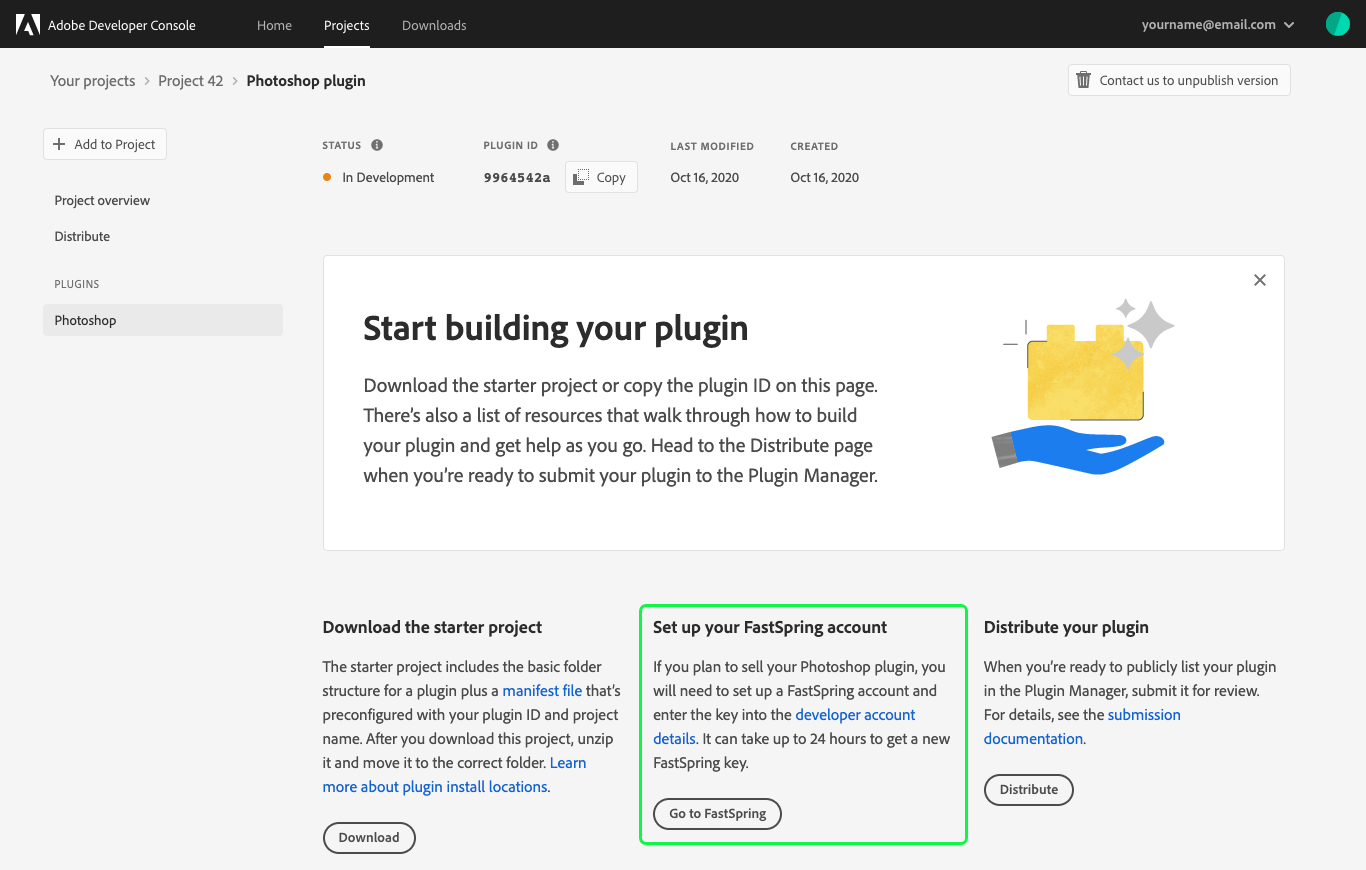 Adobe Developer Console
Home
Projects
Downloads
yourname@email.com
Your projects > Project 42 > Photoshop plugin
Contact us to unpublish version
Add to Project
Project overview
Distribute
PLUGINS
Photoshop
STATUS
In Development
PLUGIN ID
9964542a
Copy
LAST MODIFIED
Oct 16, 2020
CREATED
Oct 16, 2020
Start building your plugin
Download the starter project or copy the plugin ID on this page.
There’s also a list of resources that walk through how to build
your plugin and get help as you go. Head to the Distribute page
when you’re ready to submit your plugin to the Plugin Manager.
Download the starter project
The starter project includes the basic folder
structure for a plugin plus a manifest file that’s
preconfigured with your plugin ID and project
name. After you download this project, unzip
it and move it to the correct folder. Learn
more about plugin install locations.
Download
Set up your FastSpring account
If you plan to sell your Photoshop plugin, you
will need to set up a FastSpring account and
enter the key into the developer account
details. It can take up to 24 hours to get a new
FastSpring key.
Go to FastSpring
Distribute your plugin
When you’re ready to publicly list your plugin
in the Plugin Manager, submit it for review.
For details, see the submission
documentation.
Distribute